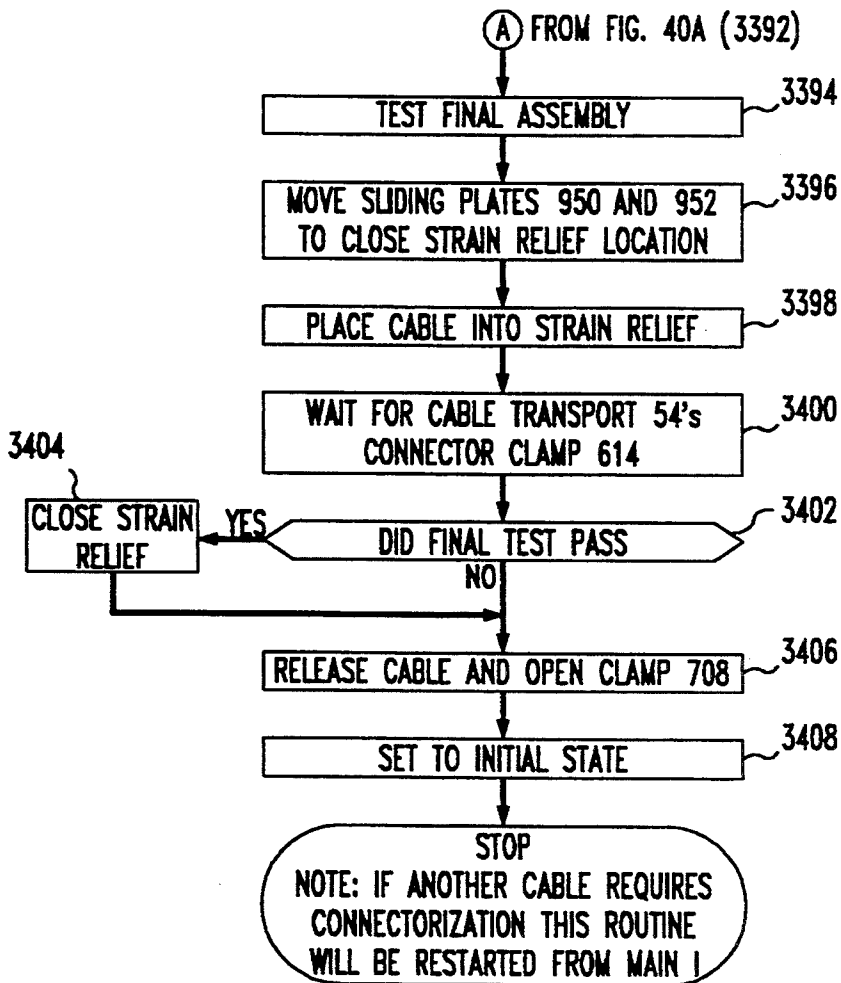 A FROM FIG. 40A (3392)
3394
TEST FINAL ASSEMBLY
3396
MOVE SLIDING PLATES 950 AND 952
TO CLOSE STRAIN RELIEF LOCATION
3398
PLACE CABLE INTO STRAIN RELIEF
3400
WAIT FOR CABLE TRANSPORT 54's
CONNECTOR CLAMP 614
3404
CLOSE STRAIN
RELIEF
YES
3402
DID FINAL TEST PASS
NO
3406
RELEASE CABLE AND OPEN CLAMP 708
3408
SET TO INITIAL STATE
STOP
NOTE: IF ANOTHER CABLE REQUIRES
CONNECTORIZATION THIS ROUTINE
WILL BE RESTARTED FROM MAIN I